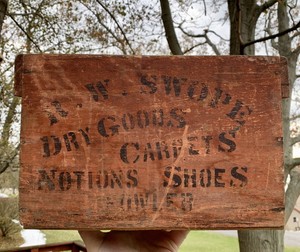 R. W. SWOPE
DRY GOODS
CARPETS
NOTIONS SHOES